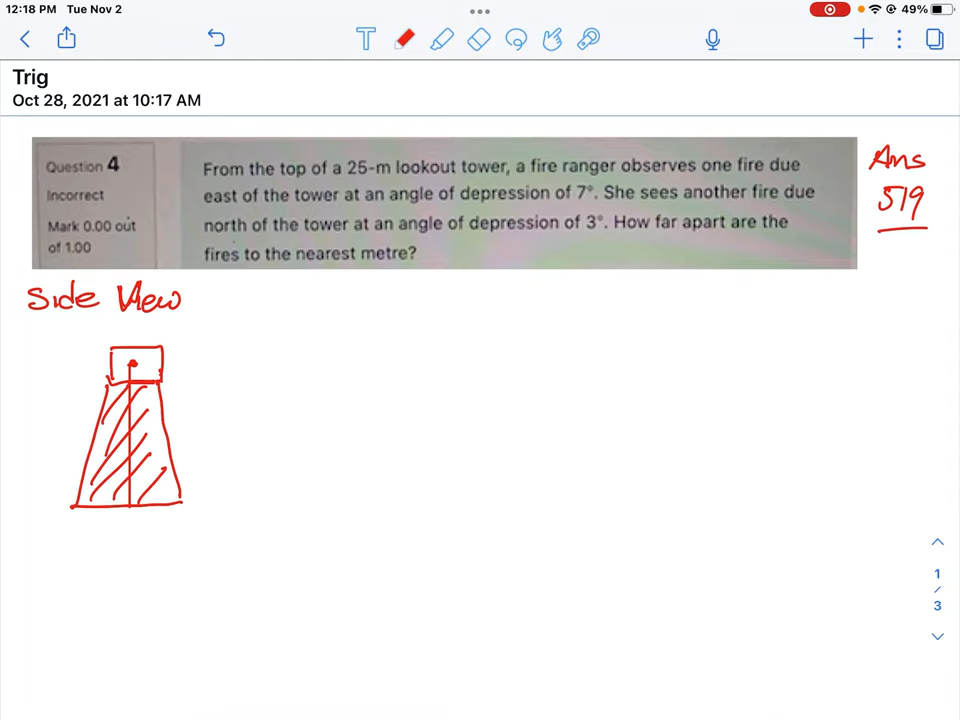 12:18 PM Tue Nov 2
49%
T
Trig
Oct 28, 2021 at 10:17 AM
Question 4
Incorrect
Mark 0.00 out
of 1.00
From the top of a 25-m lookout tower, a fire ranger observes one fire due
east of the tower at an angle of depression of 7°. She sees another fire due
north of the tower at an angle of depression of 3°. How far apart are the
fires to the nearest metre?
Ans
519
Side View
1
/
3